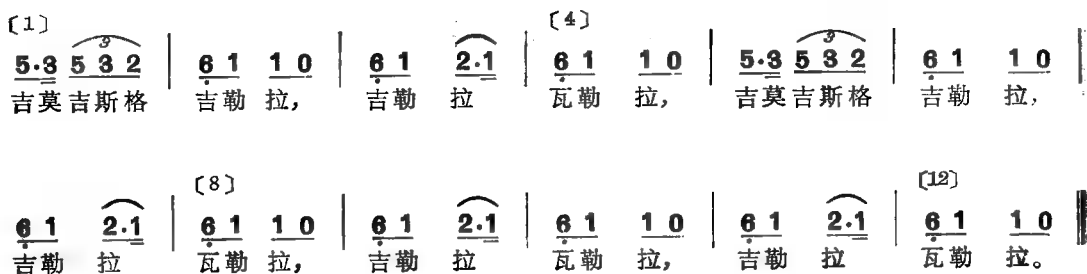 〔1〕 〔4〕
5·3 5 3 2 | 6 1 1 0 | 6 1 2·1 | 6 1 1 0 | 5·3 5 3 2 | 6 1 1 0 |
吉莫 吉斯格 吉勒 拉， 吉勒 拉 瓦勒 拉， 吉莫 吉斯格 吉勒 拉，
〔8〕 〔12〕
6 1 2·1 | 6 1 1 0 | 6 1 2·1 | 6 1 1 0 | 6 1 2·1 | 6 1 1 0 ‖
吉勒 拉 瓦勒 拉， 吉勒 拉 瓦勒 拉， 吉勒 拉 瓦勒 拉。